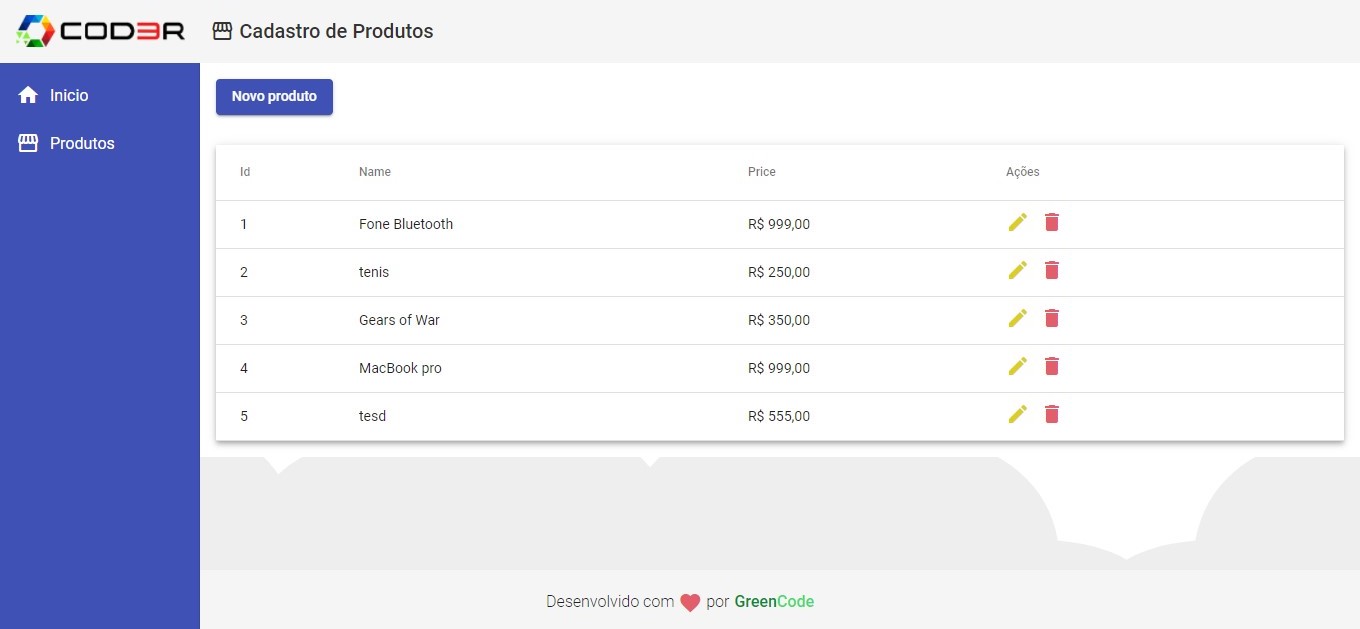 COD3R
Cadastro de Produtos
Inicio
Produtos
Novo produto
Id Name Price Ações
1 Fone Bluetooth R$ 999,00
2 tenis R$ 250,00
3 Gears of War R$ 350,00
4 MacBook pro R$ 999,00
5 tesd R$ 555,00
Desenvolvido com por GreenCode